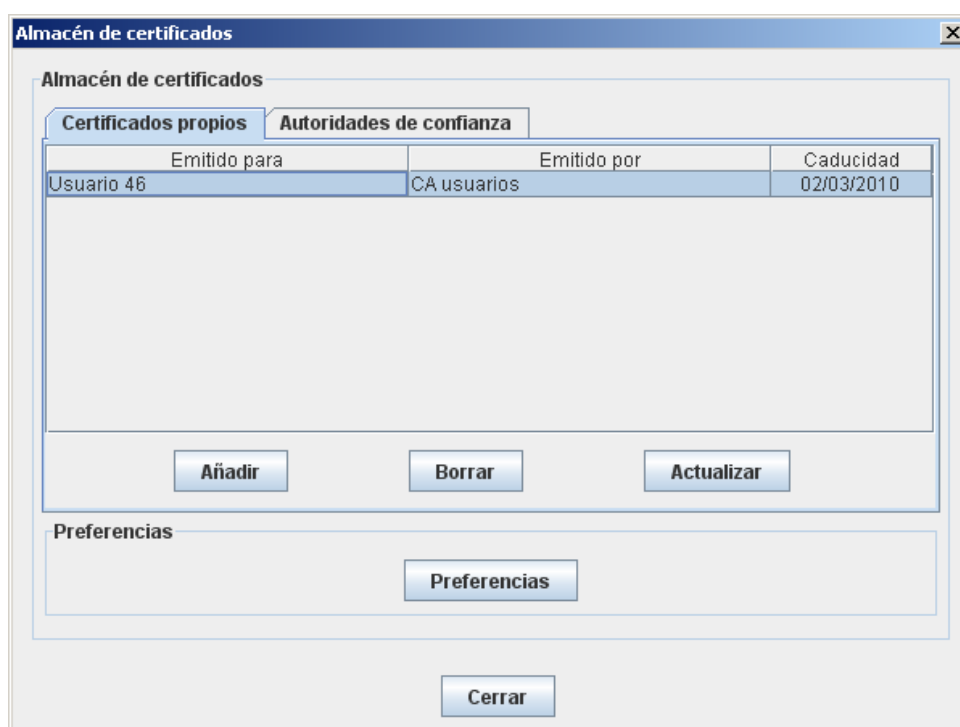 Almacén de certificados
Almacén de certificados
Certificados propios Autoridades de confianza
Emitido para Emitido por Caducidad
Usuario 46 CA usuarios 02/03/2010
Añadir Borrar Actualizar
Preferencias
Preferencias
Cerrar